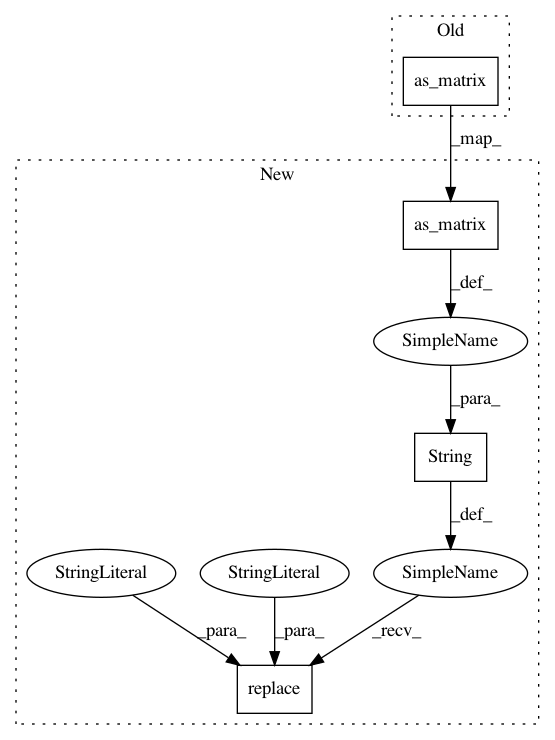 Old
as_matrix
_map_
New
as_matrix
_def_
SimpleName
_para_
String
_def_
StringLiteral
StringLiteral
SimpleName
_para_
_para_
_recv_
replace